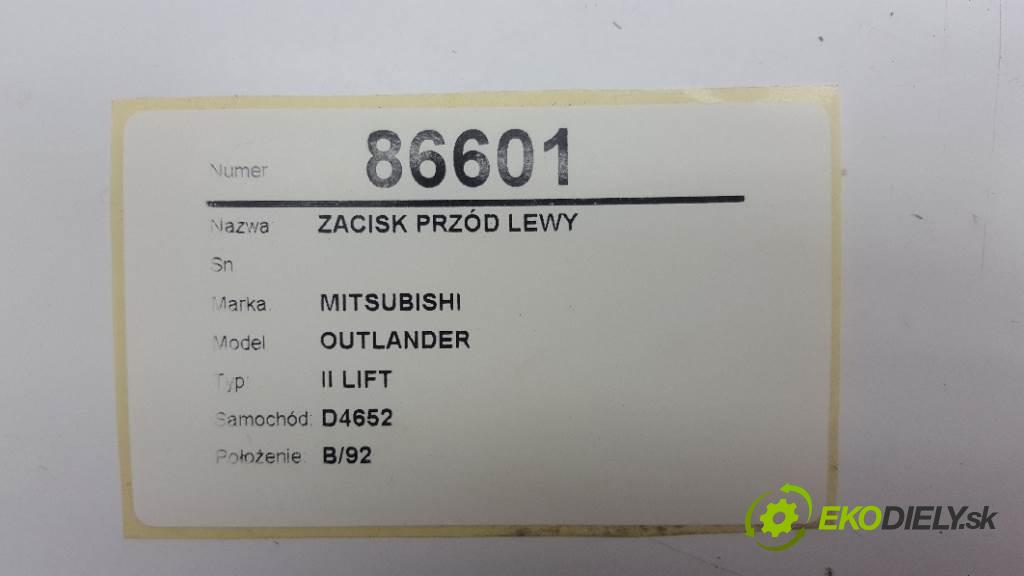 Numer 86601
Nazwa: ZACISK PRZÓD LEWY
Sn
Marka: MITSUBISHI
Model OUTLANDER
Typ: II LIFT
Samochód: D4652
Położenie: B/92
EKODIELY.sk